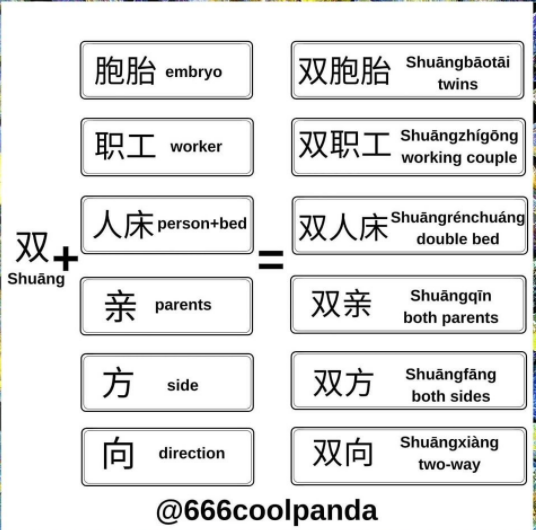 胞胎 embryo
双胞胎 Shuāngbāotāi
twins
职工 worker
双职工 Shuāngzhígōng
working couple
人床 person+bed
双人床 Shuāngrénchuáng
double bed
双 +
Shuāng
=
亲 parents
双亲 Shuāngqīn
both parents
方 side
双方 Shuāngfāng
both sides
向 direction
双向 Shuāngxiàng
two-way
@666coolpanda